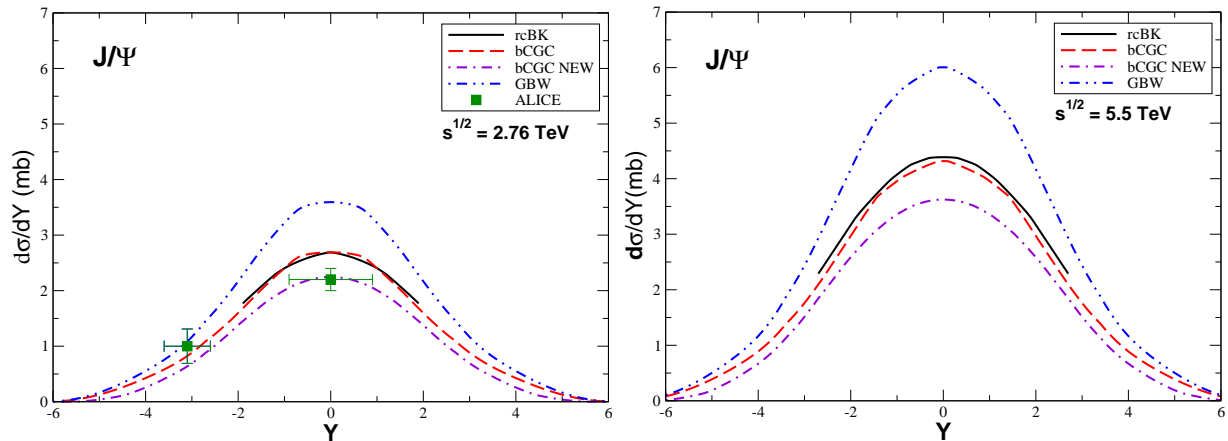 J/Ψ
rcBK
bCGC
bCGC NEW
GBW
ALICE
s^1/2 = 2.76 TeV
dσ/dY (mb)
7
6
5
4
3
2
1
0
-6 -4 -2 0 2 4 6
Y
J/Ψ
rcBK
bCGC
bCGC NEW
GBW
s^1/2 = 5.5 TeV
dσ/dY(mb)
7
6
5
4
3
2
1
0
-6 -4 -2 0 2 4 6
Y